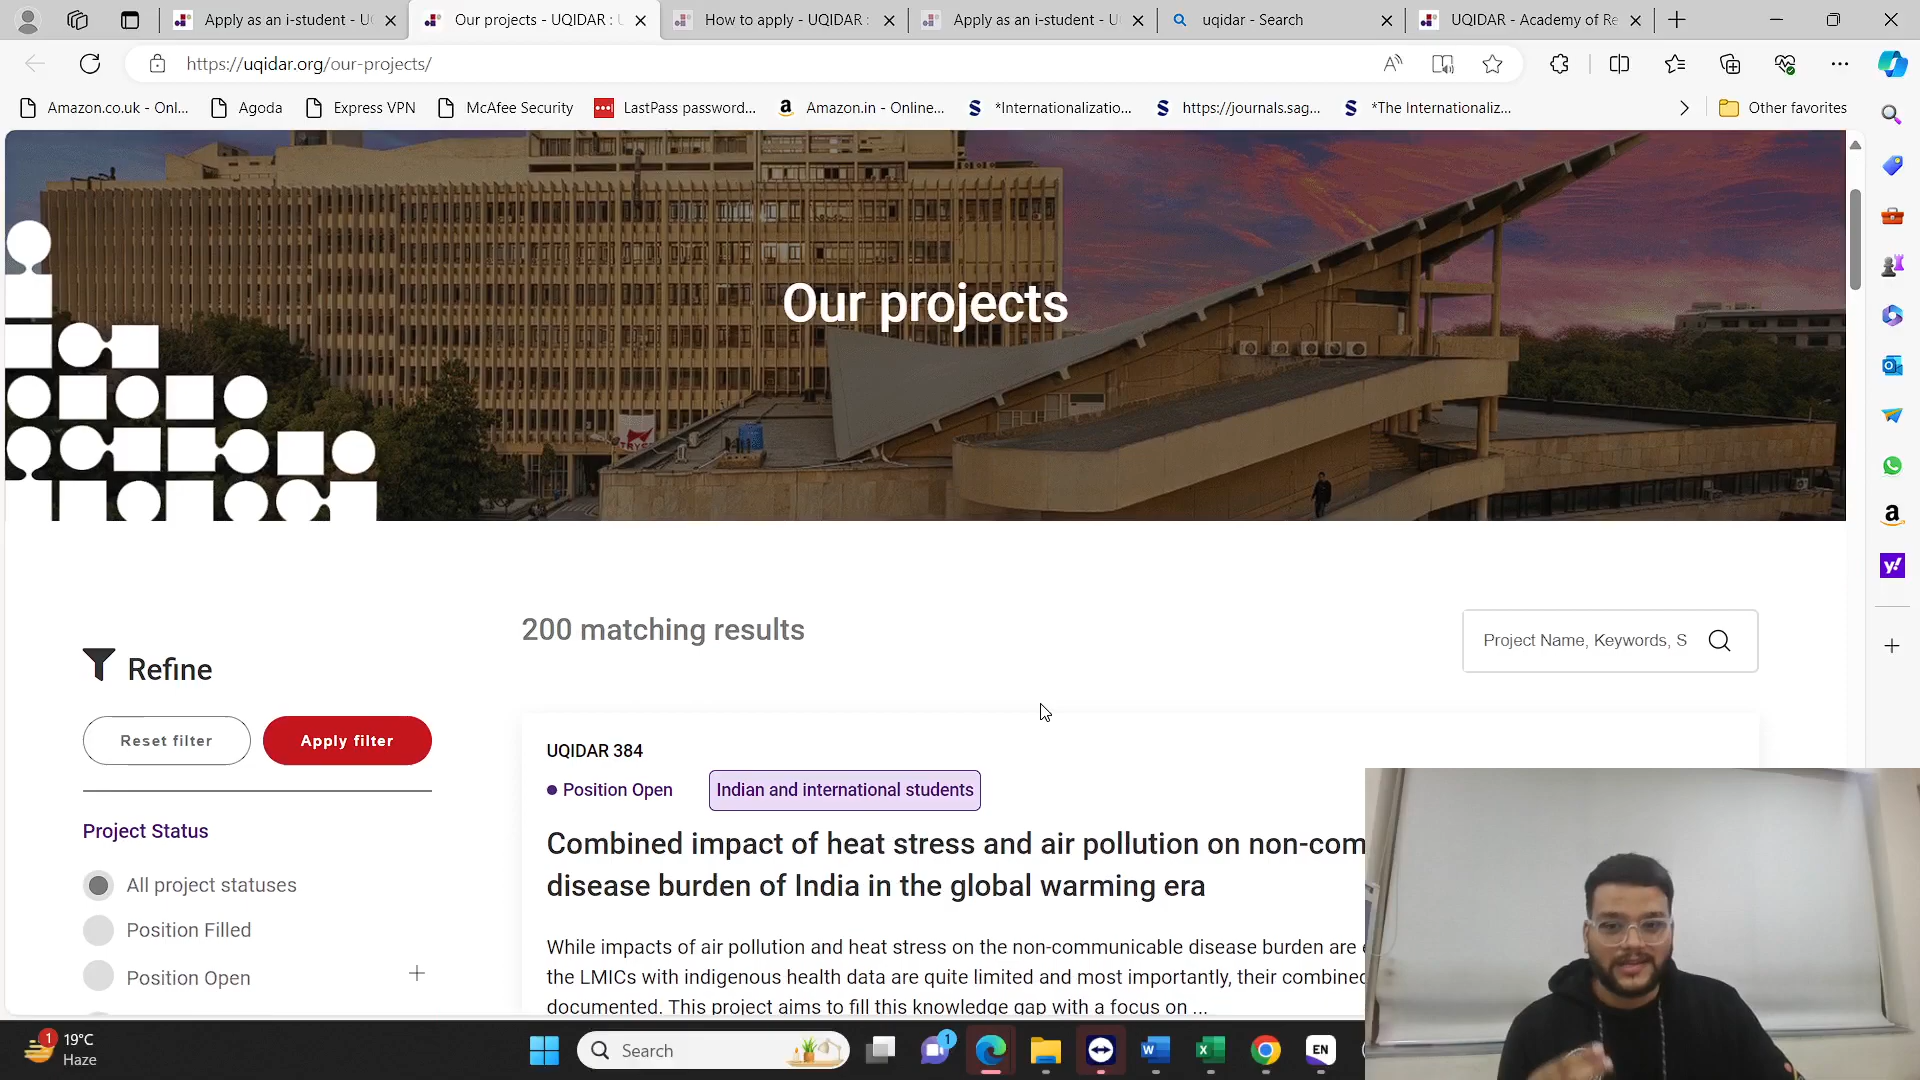 Apply as an i-student - U
Our projects - UQIDAR :
How to apply - UQIDAR :
Apply as an i-student - U
uqidar - Search
UQIDAR - Academy of Re
https://uqidar.org/our-projects/
Amazon.co.uk - Onl...
Agoda
Express VPN
McAfee Security
LastPass password...
Amazon.in - Online...
*Internationalizatio...
https://journals.sag...
*The Internationaliz...
Other favorites
Our projects
200 matching results
Project Name, Keywords, S
Refine
Reset filter
Apply filter
UQIDAR 384
Position Open
Indian and international students
Project Status
Combined impact of heat stress and air pollution on non-com
disease burden of India in the global warming era
All project statuses
Position Filled
Position Open
While impacts of air pollution and heat stress on the non-communicable disease burden are
the LMICs with indigenous health data are quite limited and most importantly, their combined
documented. This project aims to fill this knowledge gap with a focus on ...
1
19°C
Haze
Search
1
EN